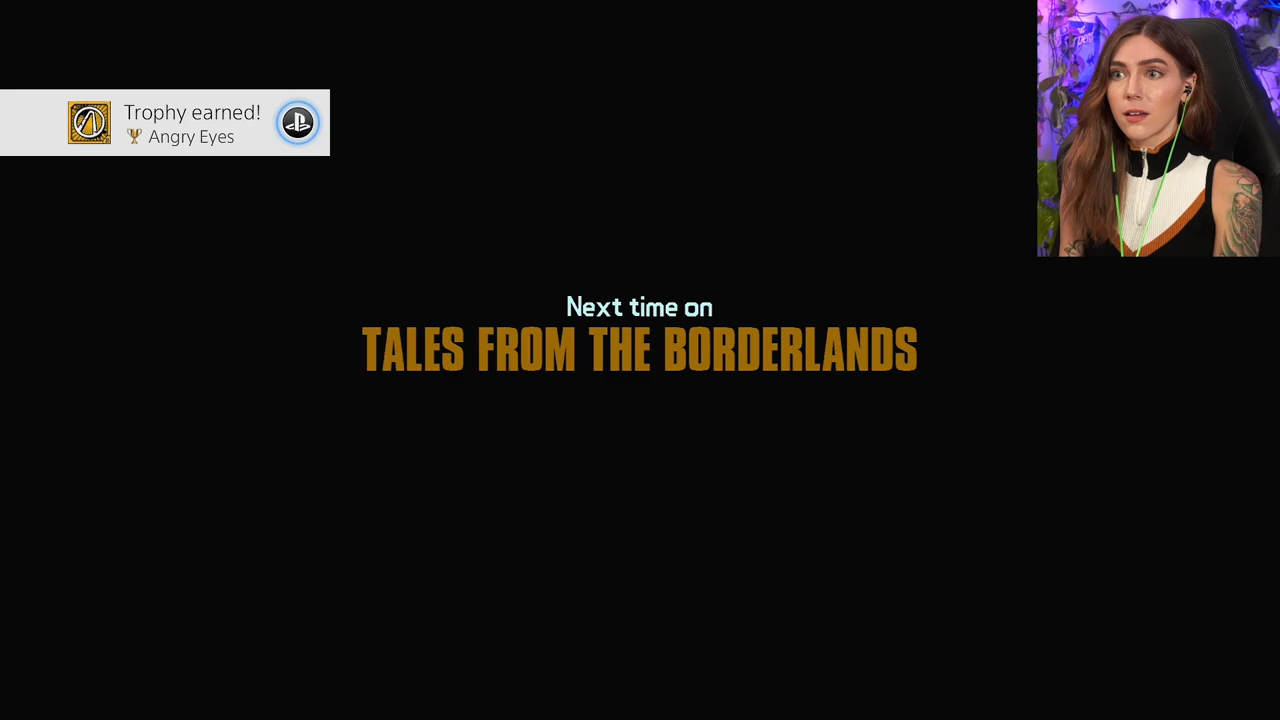 Trophy earned!
Angry Eyes
Next time on
TALES FROM THE BORDERLANDS